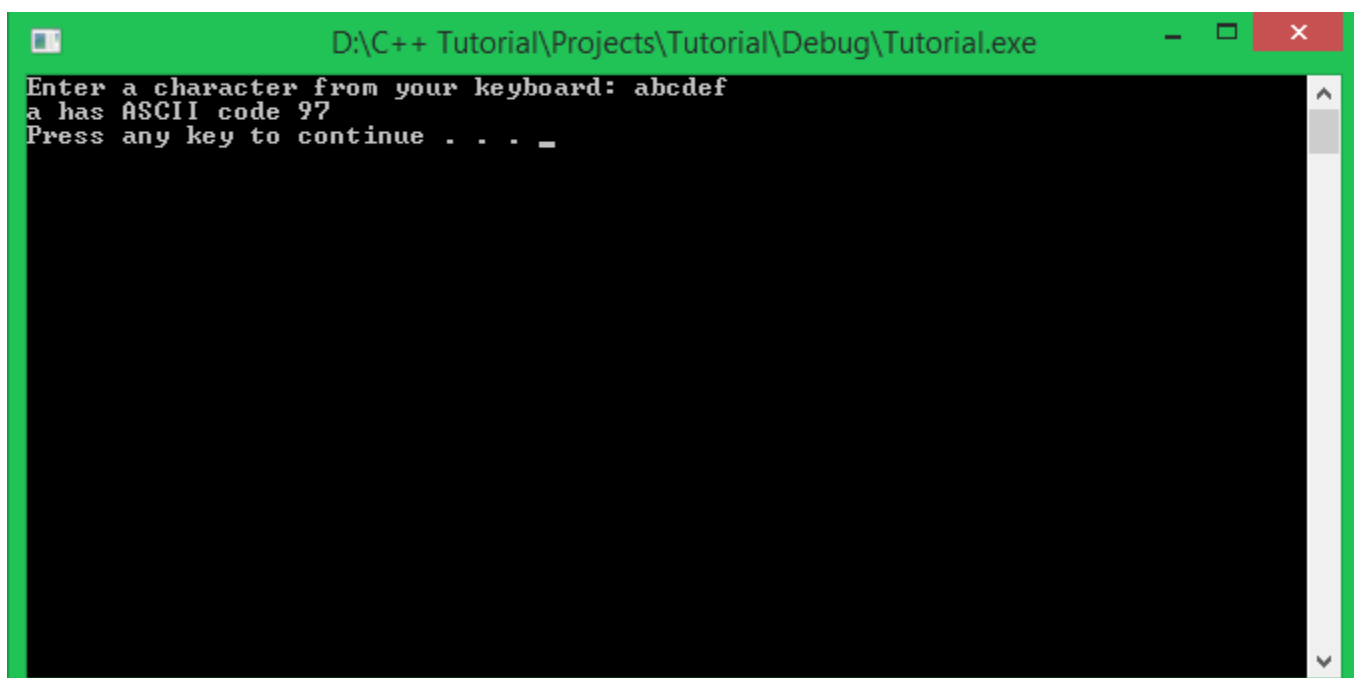 D:\C++ Tutorial\Projects\Tutorial\Debug\Tutorial.exe
Enter a character from your keyboard: abcdef
a has ASCII code 97
Press any key to continue . . . _